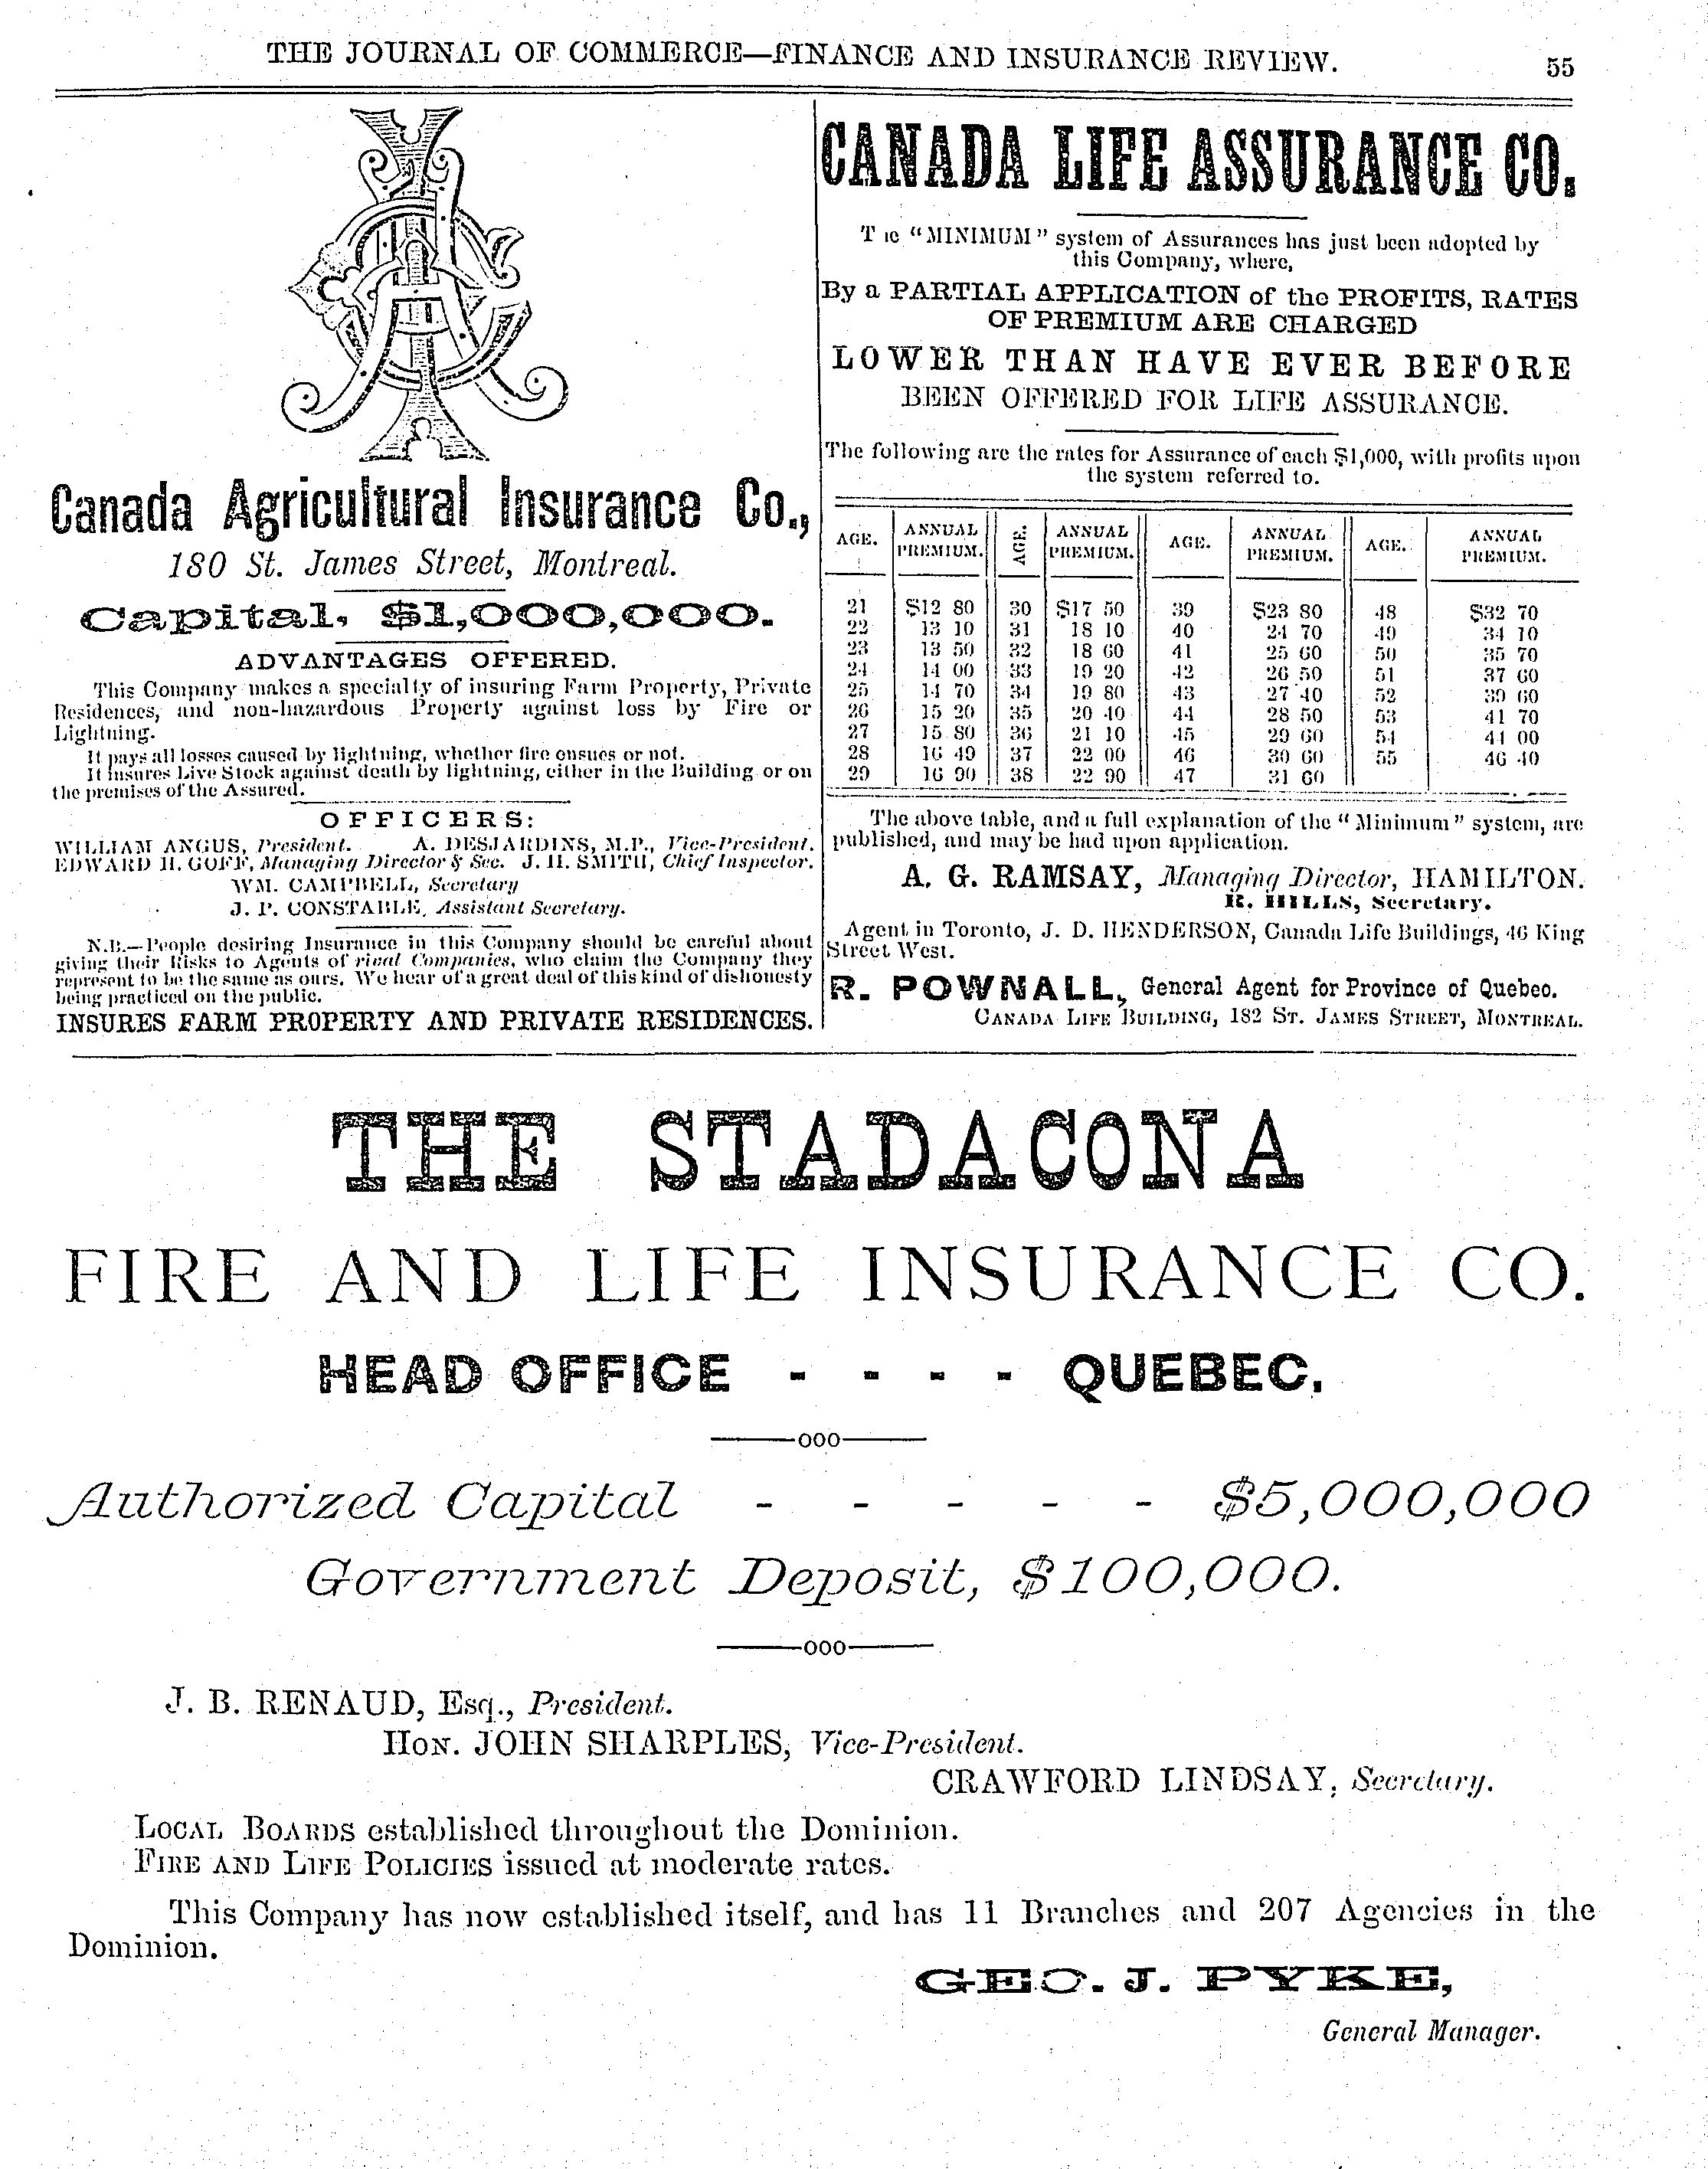 THE JOURNAL OF COMMERCE—FINANCE AND INSURANCE REVIEW. 55
Canada Agricultural Insurance Co.,
180 St. James Street, Montreal.
Capital, $1,000,000.
ADVANTAGES OFFERED.
This Company makes a specialty of insuring Farm Property, Private
Residences, and non-hazardous Property against loss by Fire or
Lightning.
It pays all losses caused by lightning, whether fire ensues or not.
It insures Live Stock against death by lightning, either in the Building or on
the premises of the Assured.
OFFICERS:
WILLIAM ANGUS, President. A. DESJARDINS, M.P., Vice-President.
EDWARD H. GOFF, Managing Director & Sec. J. H. SMITH, Chief Inspector.
WM. CAMPBELL, Secretary
J. P. CONSTABLE, Assistant Secretary.
N.B.—People desiring Insurance in this Company should be careful about
giving their Risks to Agents of rival Companies, who claim the Company they
represent to be the same as ours. We hear of a great deal of this kind of dishonesty
being practiced on the public.
INSURES FARM PROPERTY AND PRIVATE RESIDENCES.
CANADA LIFE ASSURANCE CO.
"MINIMUM" system of Assurances has just been adopted by
this Company, where,
By a PARTIAL APPLICATION of the PROFITS, RATES
OF PREMIUM ARE CHARGED
LOWER THAN HAVE EVER BEFORE
BEEN OFFERED FOR LIFE ASSURANCE.
The following are the rates for Assurance of each $1,000, with profits upon
the system referred to.
AGE. ANNUAL PREMIUM. AGE. ANNUAL PREMIUM. AGE. ANNUAL PREMIUM. AGE. ANNUAL PREMIUM.
21 $12 80 30 $17 50 39 $23 80 48 $32 70
22 13 10 31 18 10 40 24 70 49 34 10
23 13 50 32 18 60 41 25 60 50 35 70
24 14 00 33 19 20 42 26 50 51 37 60
25 14 70 34 19 80 43 27 40 52 39 60
26 15 20 35 20 40 44 28 50 53 41 70
27 15 80 36 21 10 45 29 60 54 44 00
28 16 40 37 22 00 46 30 60 55 46 40
29 16 90 38 22 90 47 31 60
The above table, and a full explanation of the "Minimum" system, are
published, and may be had upon application.
A. G. RAMSAY, Managing Director, HAMILTON.
R. HILLS, Secretary.
Agent in Toronto, J. D. HENDERSON, Canada Life Buildings, 46 King
Street West.
R. POWNALL, General Agent for Province of Quebec.
CANADA LIFE BUILDING, 182 ST. JAMES STREET, MONTREAL.
THE STADACONA
FIRE AND LIFE INSURANCE CO.
HEAD OFFICE - - - - QUEBEC.
ooo
Authorized Capital - - - - - $5,000,000
Government Deposit, $100,000.
ooo
J. B. RENAUD, Esq., President.
HON. JOHN SHARPLES, Vice-President.
CRAWFORD LINDSAY, Secretary.
LOCAL BOARDS established throughout the Dominion.
FIRE AND LIFE POLICIES issued at moderate rates.
This Company has now established itself, and has 11 Branches and 207 Agencies in the
Dominion.
GEO. J. PYKE,
General Manager.